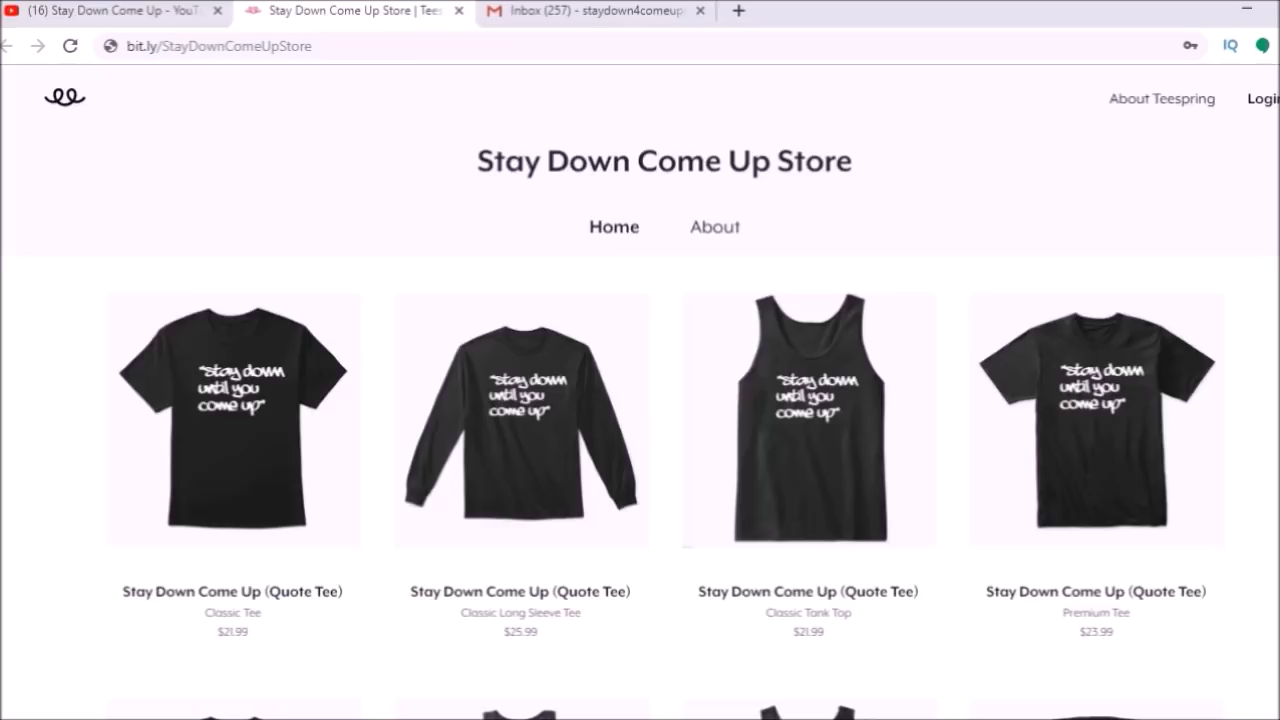 (16) Stay Down Come Up - YouT
Stay Down Come Up Store | Tees
Inbox (257) - staydown4comeup
bit.ly/StayDownComeUpStore
IQ
About Teespring
Login
Stay Down Come Up Store
Home
About
"stay down
until you
come up"
"stay down
until you
come up"
"stay down
until you
come up"
"stay down
until you
come up"
Stay Down Come Up (Quote Tee)
Classic Tee
$21.99
Stay Down Come Up (Quote Tee)
Classic Long Sleeve Tee
$25.99
Stay Down Come Up (Quote Tee)
Classic Tank Top
$21.99
Stay Down Come Up (Quote Tee)
Premium Tee
$23.99